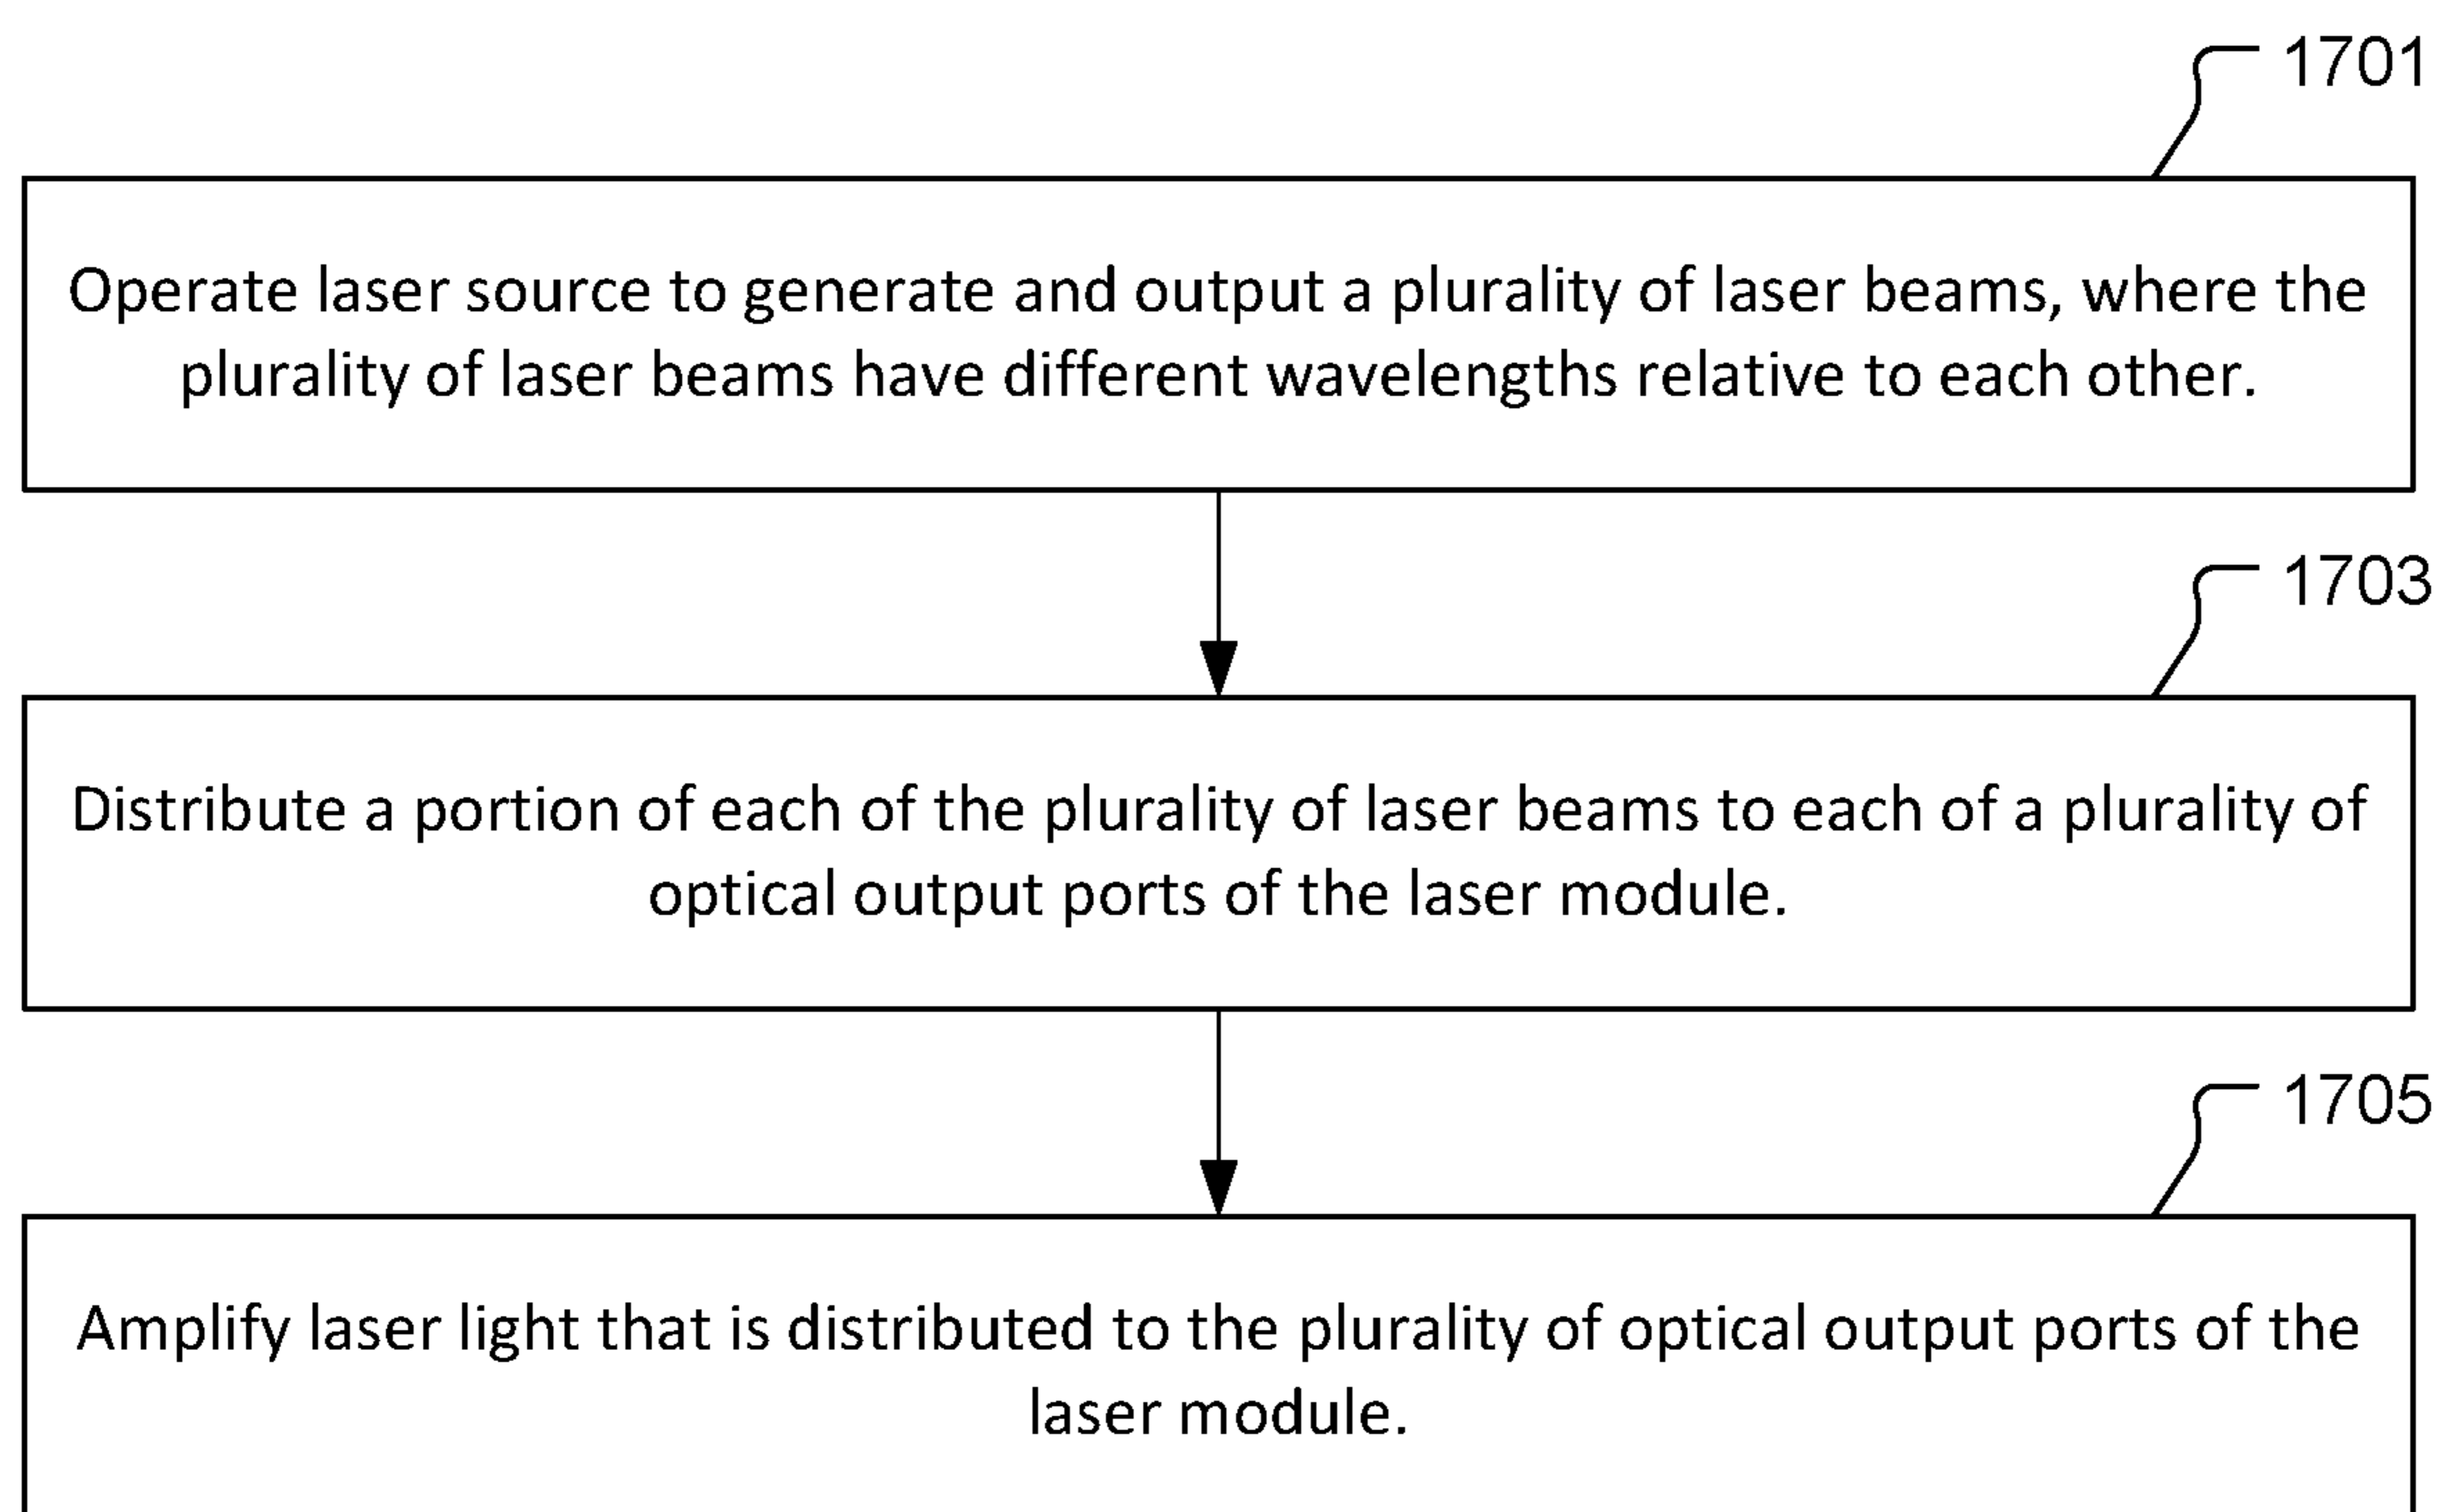 1701
Operate laser source to generate and output a plurality of laser beams, where the
plurality of laser beams have different wavelengths relative to each other.
1703
Distribute a portion of each of the plurality of laser beams to each of a plurality of
optical output ports of the laser module.
1705
Amplify laser light that is distributed to the plurality of optical output ports of the
laser module.